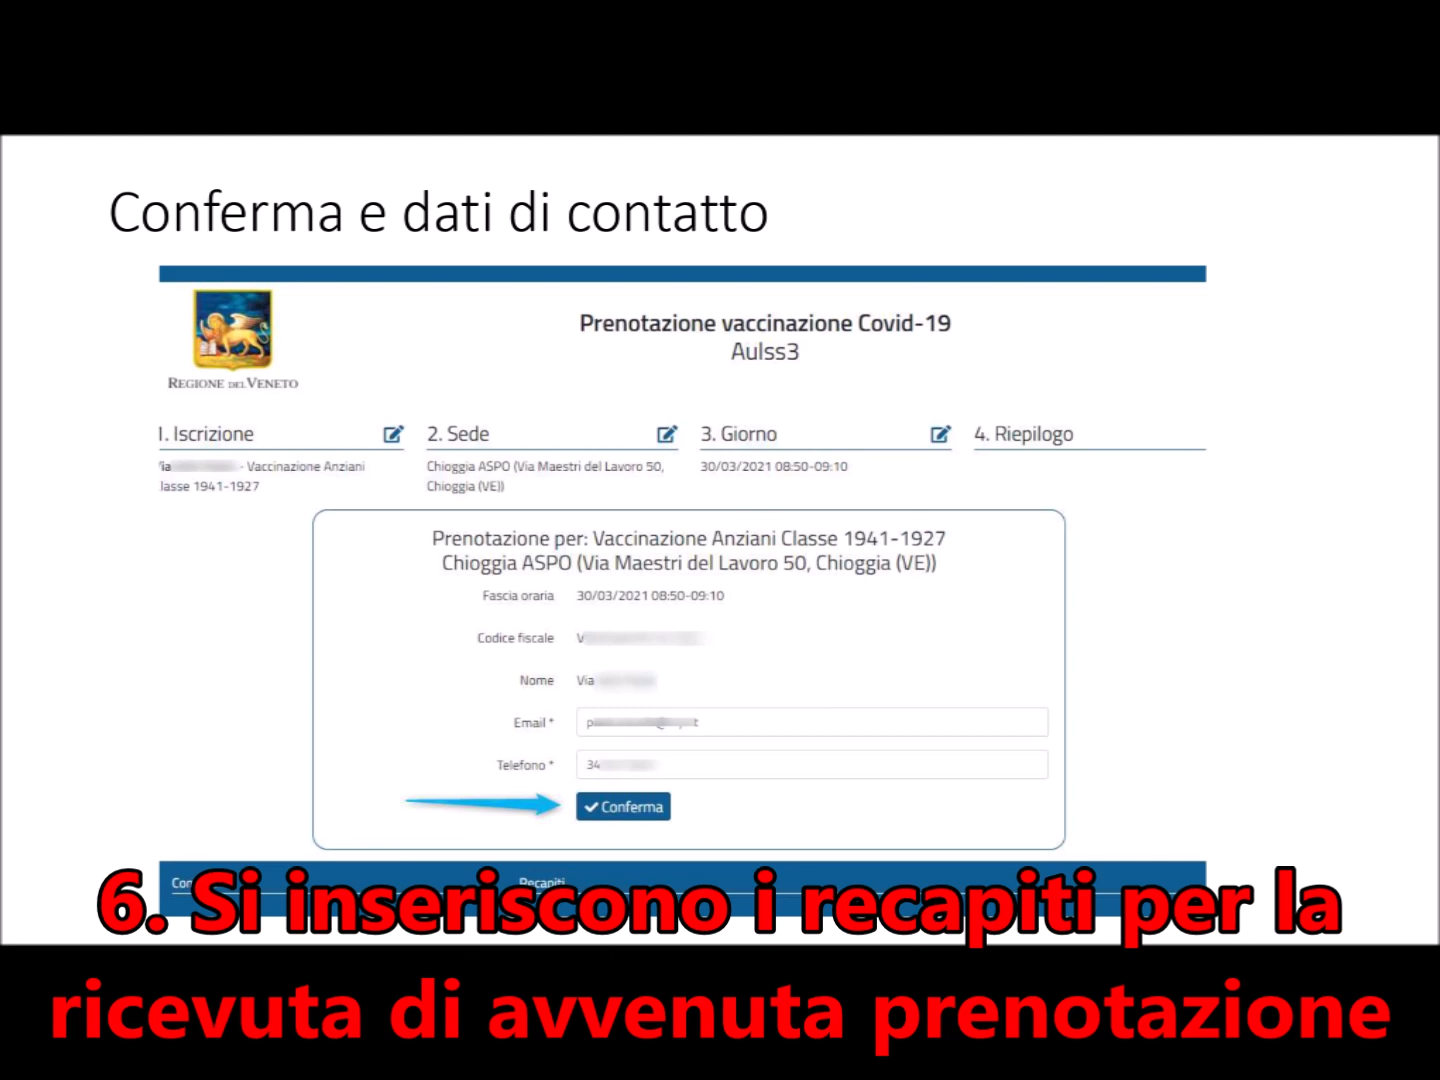 Conferma e dati di contatto
REGIONE DEL VENETO
Prenotazione vaccinazione Covid-19
Aulss3
1. Iscrizione
2. Sede
3. Giorno
4. Riepilogo
- Vaccinazione Anziani
lasse 1941-1927
Chioggia ASPO (Via Maestri del Lavoro 50,
Chioggia (VE))
30/03/2021 08:50-09:10
Prenotazione per: Vaccinazione Anziani Classe 1941-1927
Chioggia ASPO (Via Maestri del Lavoro 50, Chioggia (VE))
Fascia oraria 30/03/2021 08:50-09:10
Codice fiscale V
Nome Via
Email *
Telefono * 34
Conferma
Recapiti
6. Si inseriscono i recapiti per la
ricevuta di avvenuta prenotazione